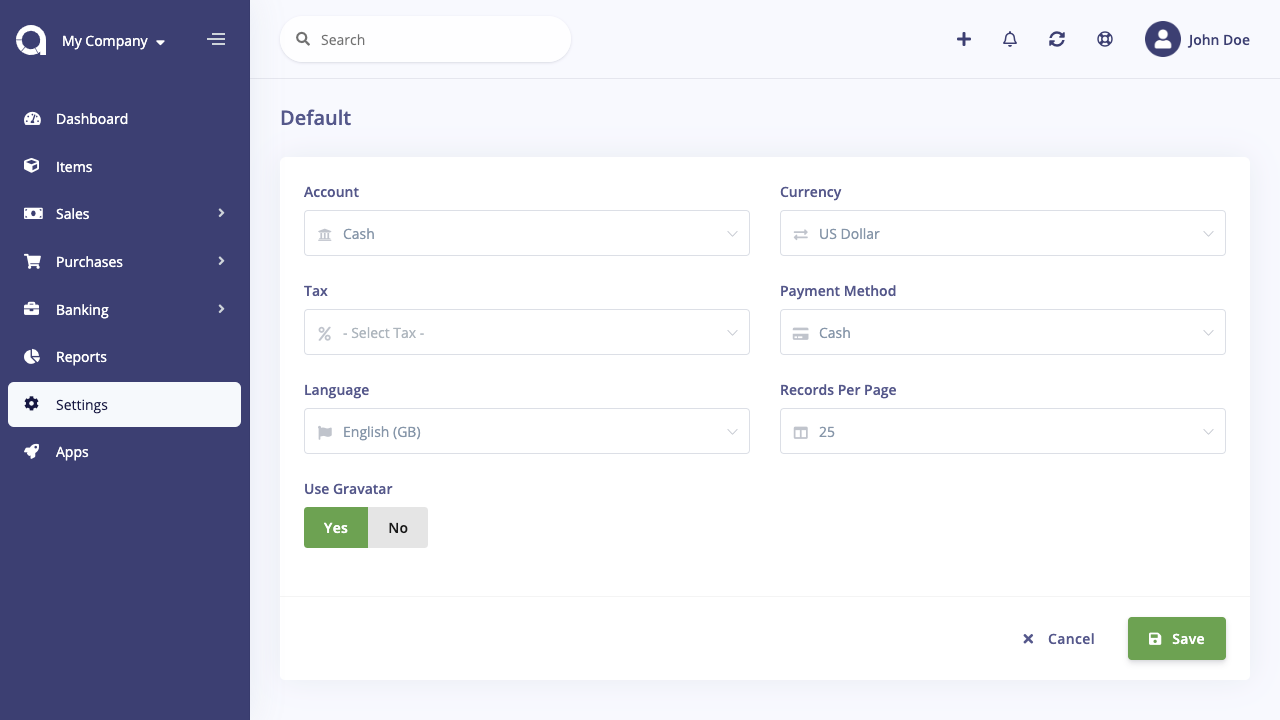 My Company
Search
John Doe
Dashboard
Items
Sales
Purchases
Banking
Reports
Settings
Apps
Default
Account
Currency
Cash
US Dollar
Tax
Payment Method
- Select Tax -
Cash
Language
Records Per Page
English (GB)
25
Use Gravatar
Yes No
Cancel
Save